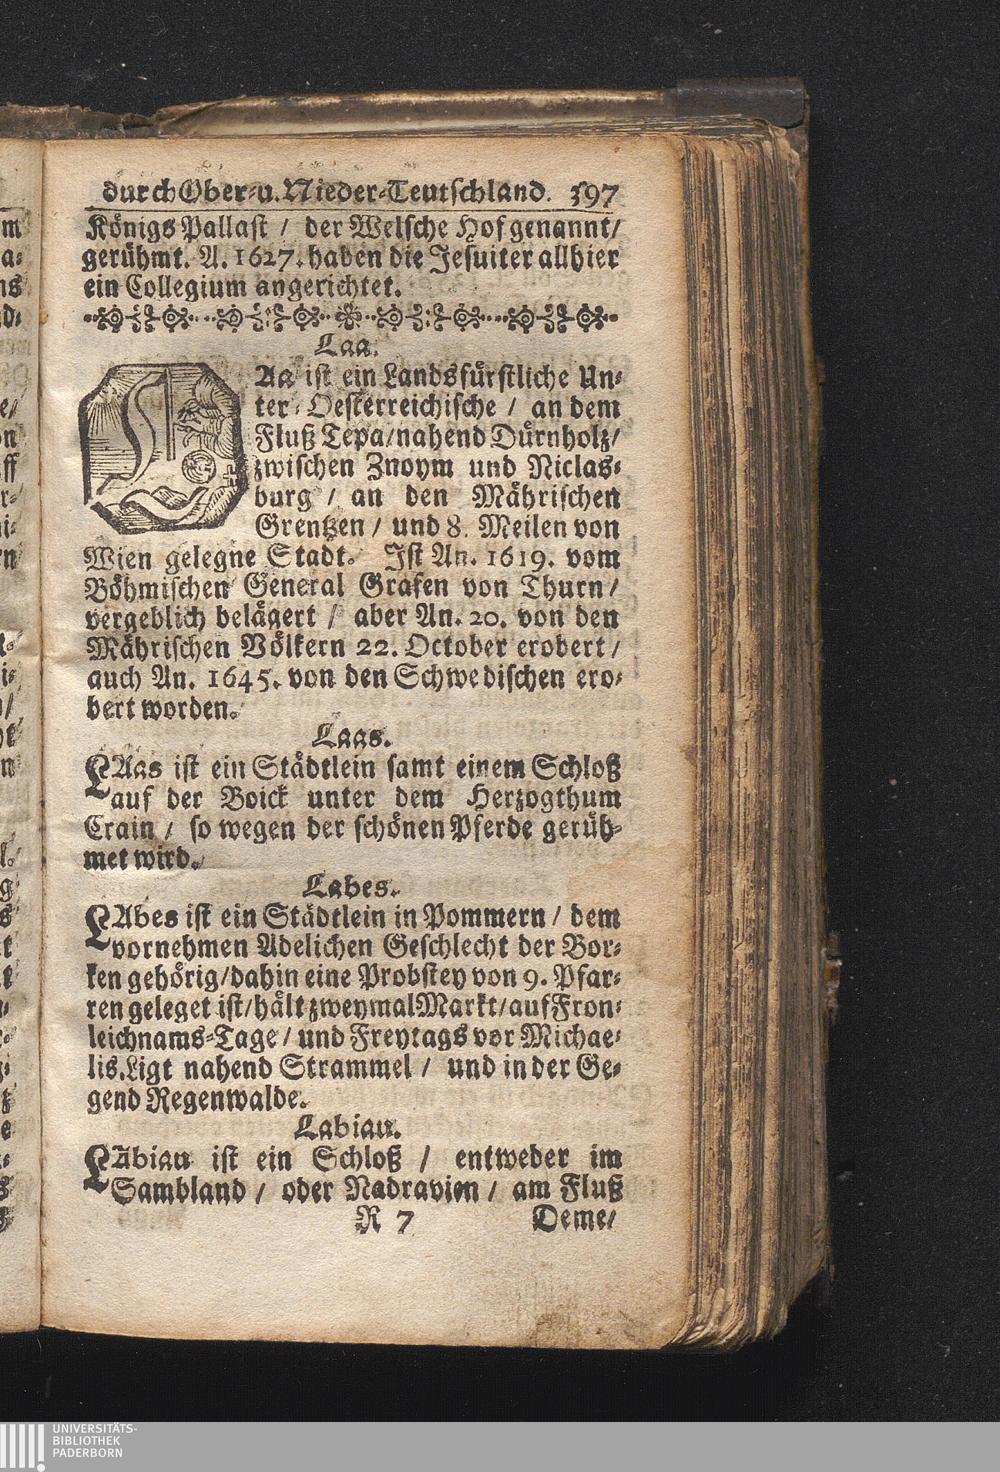 durch Ober-u. Nieder-Teutschland. 397
Königs Pallast / der Welsche Hof genannt/
gerühmt. A. 1627. haben die Jesuiter allhier
ein Collegium angerichtet.
Laa.
LAa ist ein Landsfürstliche Un-
ter-Oesterreichische / an dem
Fluß Tepa/nahend Dürnholz/
zwischen Znoym und Niclas-
burg / an den Mährischen
Grentzen / und 8. Meilen von
Wien gelegne Stadt. Ist An. 1619. vom
Böhmischen General Grafen von Thurn/
vergeblich belägert / aber An. 20. von den
Mährischen Völkern 22. October erobert/
auch An. 1645. von den Schwedischen ero-
bert worden.
Laas.
LAas ist ein Städtlein samt einem Schloß
auf der Boick unter dem Herzogthum
Crain / so wegen der schönen Pferde gerüh-
met wird.
Labes.
LAbes ist ein Städtlein in Pommern / dem
vornehmen Adelichen Geschlecht der Bor-
ken gehörig/dahin eine Probstey von 9. Pfar-
ren geleget ist/hält zweymal Markt/auf Fron-
leichnams-Tage/und Freytags vor Michae-
lis. Ligt nahend Strammel / und in der Ge-
gend Regenwalde.
Labiau.
LAbiau ist ein Schloß / entweder im
Sambland / oder Nadravien / am Fluß
R 7 Deme/
UNIVERSITÄTS-
BIBLIOTHEK
PADERBORN